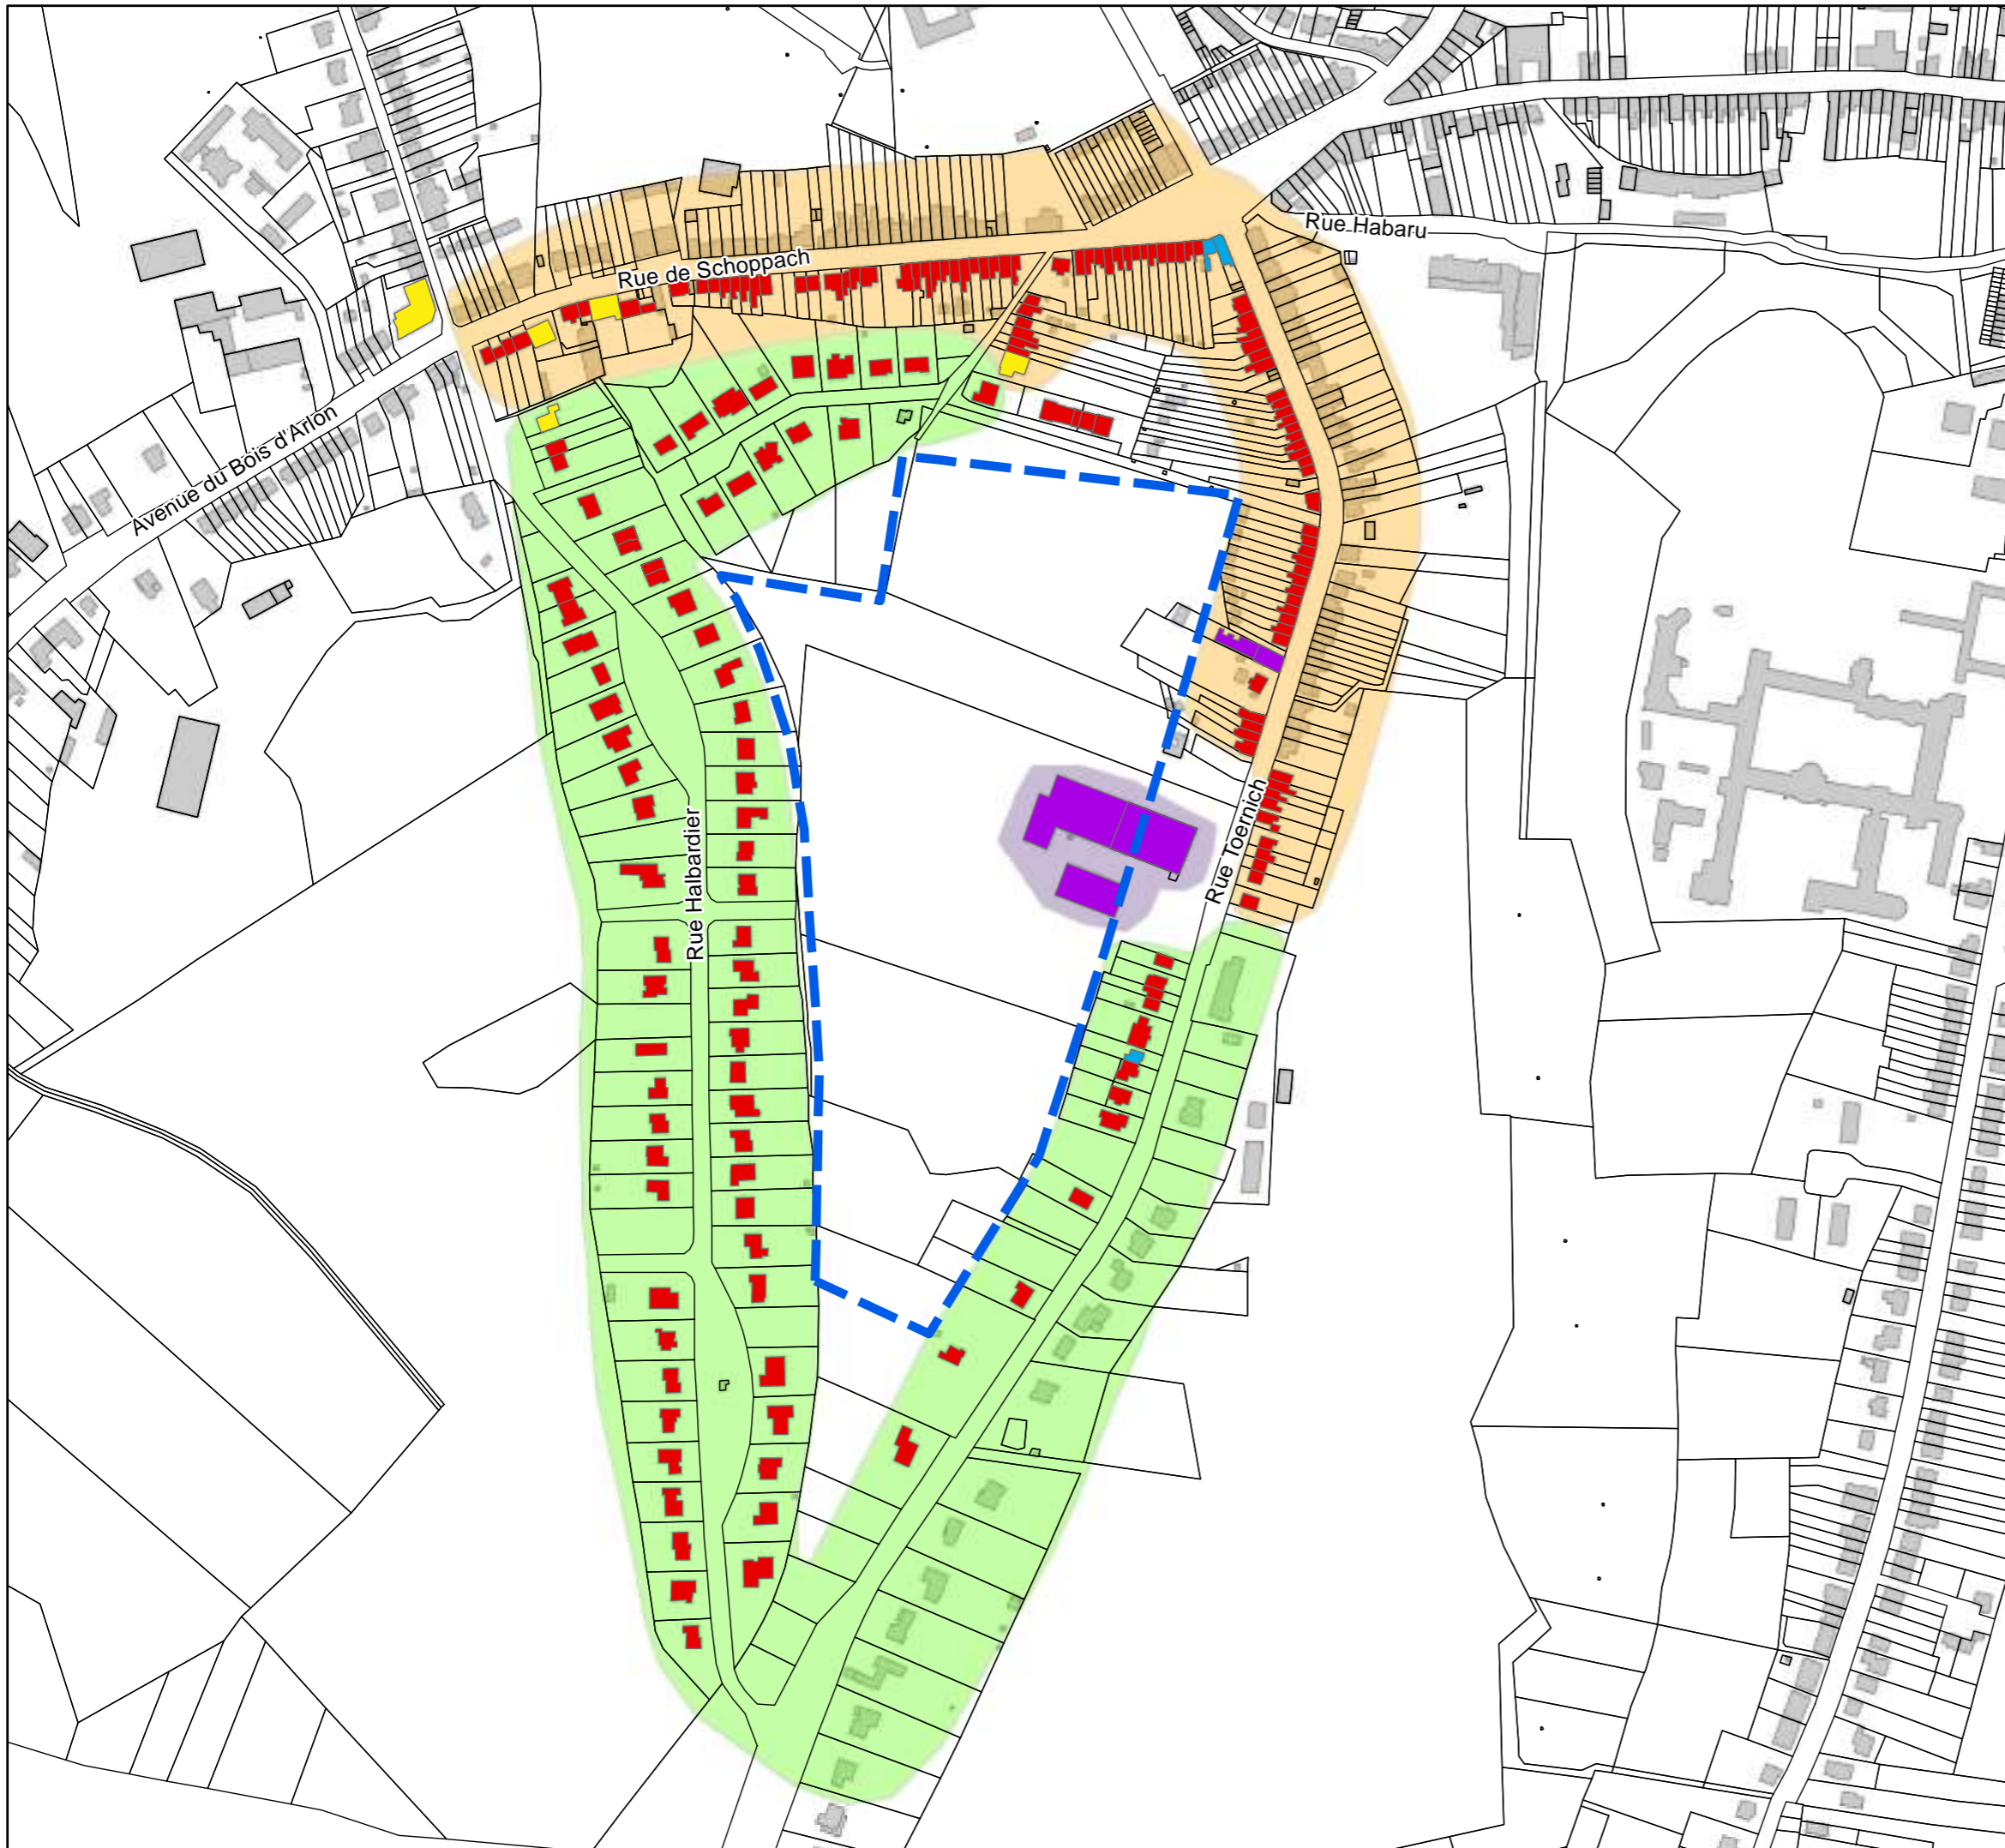 Rue Habaru
Rue de Schoppach
Avenue du Bois d'Arlon
Rue Halbardier
Rue Toernich